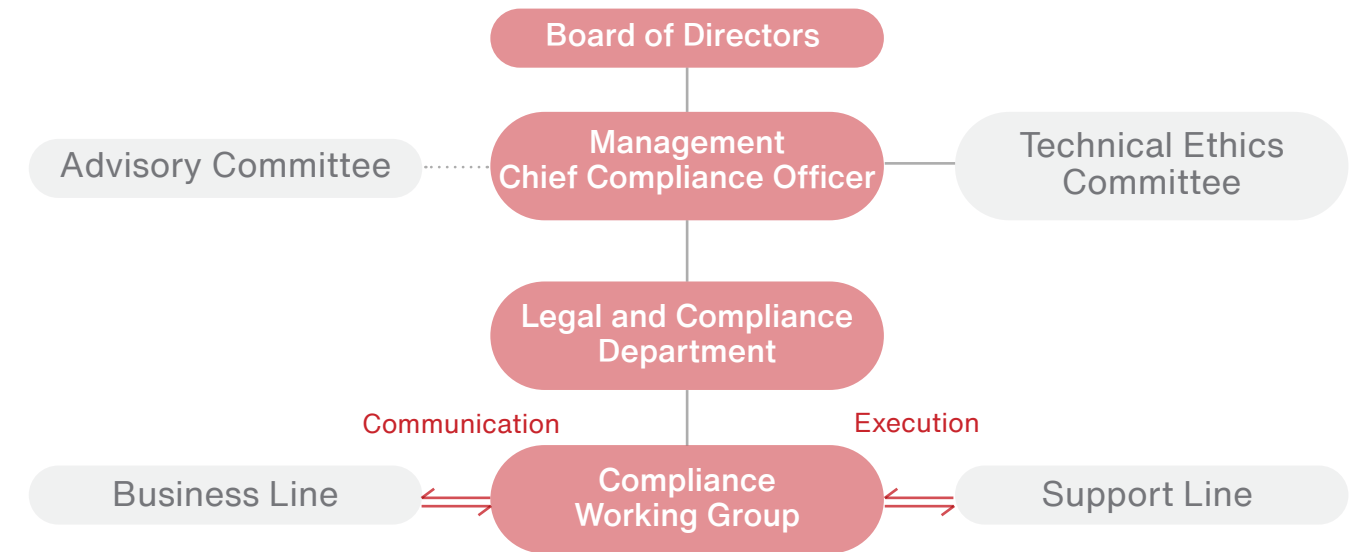 Board of Directors
Advisory Committee
Management
Chief Compliance Officer
Technical Ethics
Committee
Legal and Compliance
Department
Communication
Execution
Business Line
Compliance
Working Group
Support Line